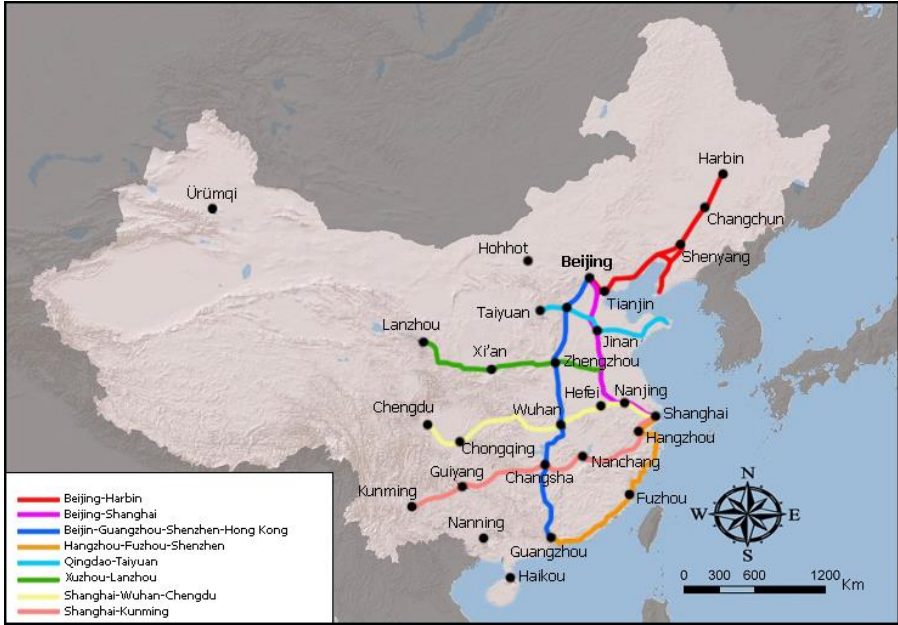 Harbin
Ürümqi
Changchun
Hohhot
Shenyang
Beijing
Tianjin
Taiyuan
Lanzhou
Jinan
Xi'an
Zhengzhou
Hefei
Nanjing
Chengdu
Wuhan
Shanghai
Hangzhou
Chongqing
Nanchang
Guiyang
Changsha
Kunming
Fuzhou
Nanning
Guangzhou
Haikou
Beijing-Harbin
Beijing-Shanghai
Beijin-Guangzhou-Shenzhen-Hong Kong
Hangzhou-Fuzhou-Shenzhen
Qingdao-Taiyuan
Xuzhou-Lanzhou
Shanghai-Wuhan-Chengdu
Shanghai-Kunming
N
W E
S
0 300 600 1200
Km